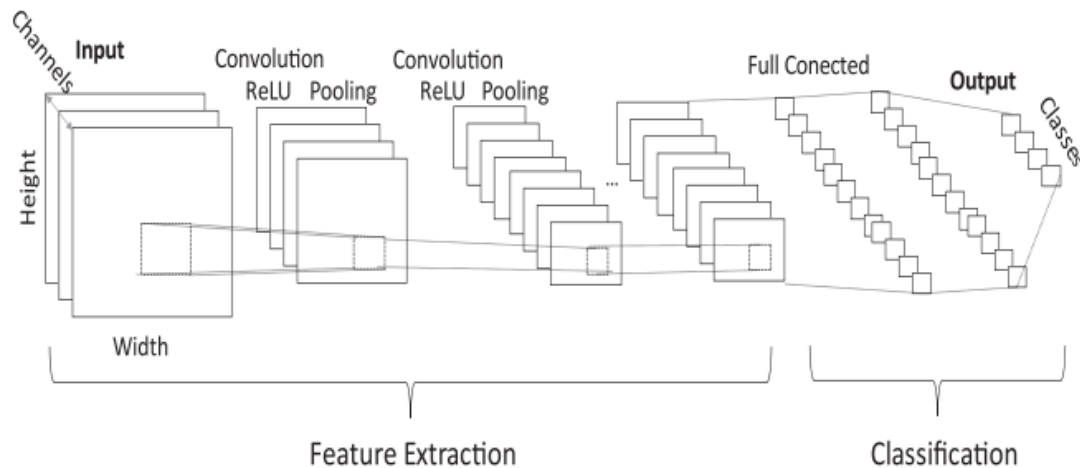 Channels
Input
Height
Width
Convolution
ReLU Pooling
Convolution
ReLU Pooling
...
Full Conected
Output
Classes
Feature Extraction
Classification